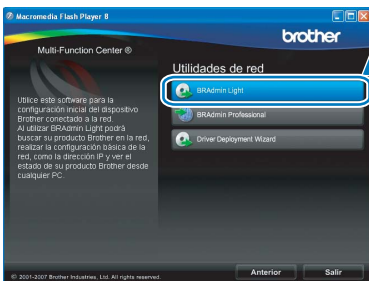 Macromedia Flash Player 8
brother
Multi-Function Center ®
Utilidades de red
BRAdmin Light
BRAdmin Professional
Driver Deployment Wizard
Utilice este software para la
configuración inicial del dispositivo
Brother conectado a la red.
Al utilizar BRAdmin Light podrá
buscar su producto Brother en la red,
realizar la configuración básica de la
red, como la dirección IP y ver el
estado de su producto Brother desde
cualquier PC.
© 2001-2007 Brother Industries, Ltd. All rights reserved.
Anterior
Salir